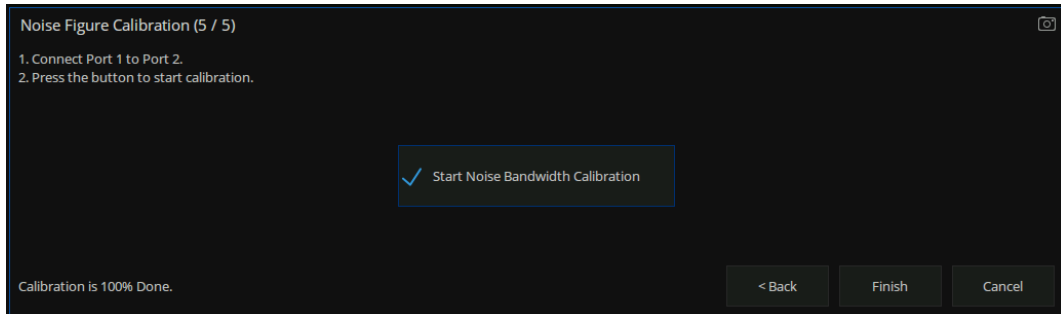 Noise Figure Calibration (5 / 5)
1. Connect Port 1 to Port 2.
2. Press the button to start calibration.
Start Noise Bandwidth Calibration
Calibration is 100% Done.
< Back
Finish
Cancel